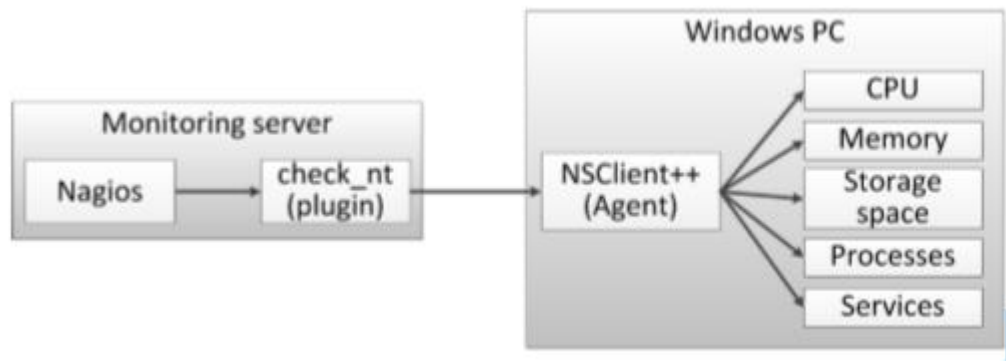 Windows PC
Monitoring server
Nagios
check_nt
(plugin)
NSClient++
(Agent)
CPU
Memory
Storage
space
Processes
Services